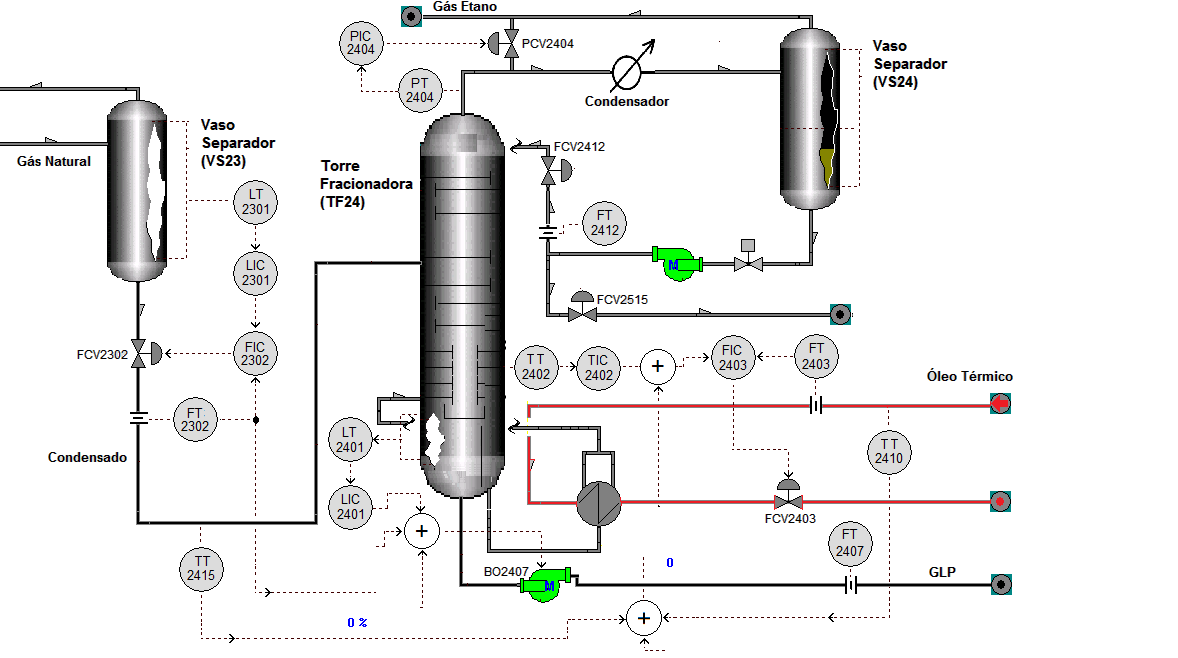 Gás Etano
PIC
2404
PCV2404
PT
2404
Condensador
Vaso
Separador
(VS24)
Vaso
Separador
(VS23)
Gás Natural
Torre
Fracionadora
(TF24)
FCV2412
LT
2301
FT
2412
M
LIC
2301
FCV2515
FCV2302
FIC
2302
T T
2402
TIC
2402
+
FIC
2403
FT
2403
Óleo Térmico
FT
2302
LT
2401
T T
2410
Condensado
LIC
2401
+
FCV2403
FT
2407
TT
2415
BO2407
M
0
GLP
0 %
+